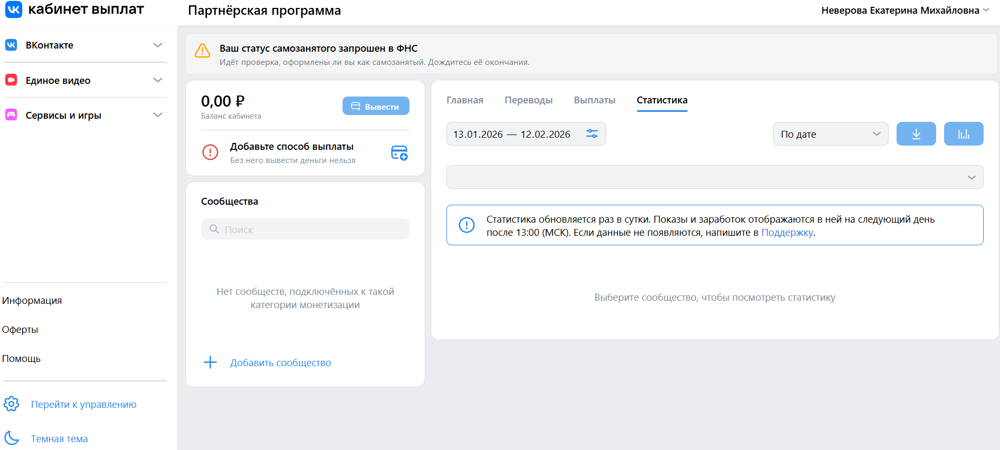 кабинет выплат
Партнёрская программа
Неверова Екатерина Михайловна
ВКонтакте
Единое видео
Сервисы и игры
Информация
Оферты
Помощь
Перейти к управлению
Темная тема
Ваш статус самозанятого запрошен в ФНС
Идёт проверка, оформлены ли вы как самозанятый. Дождитесь её окончания.
0,00 ₽
Баланс кабинета
Вывести
Добавьте способ выплаты
Без него вывести деньги нельзя
Сообщества
Поиск
Нет сообществ, подключённых к такой
категории монетизации
Добавить сообщество
Главная
Переводы
Выплаты
Статистика
13.01.2026 — 12.02.2026
По дате
Статистика обновляется раз в сутки. Показы и заработок отображаются в ней на следующий день
после 13:00 (МСК). Если данные не появляются, напишите в Поддержку.
Выберите сообщество, чтобы посмотреть статистику